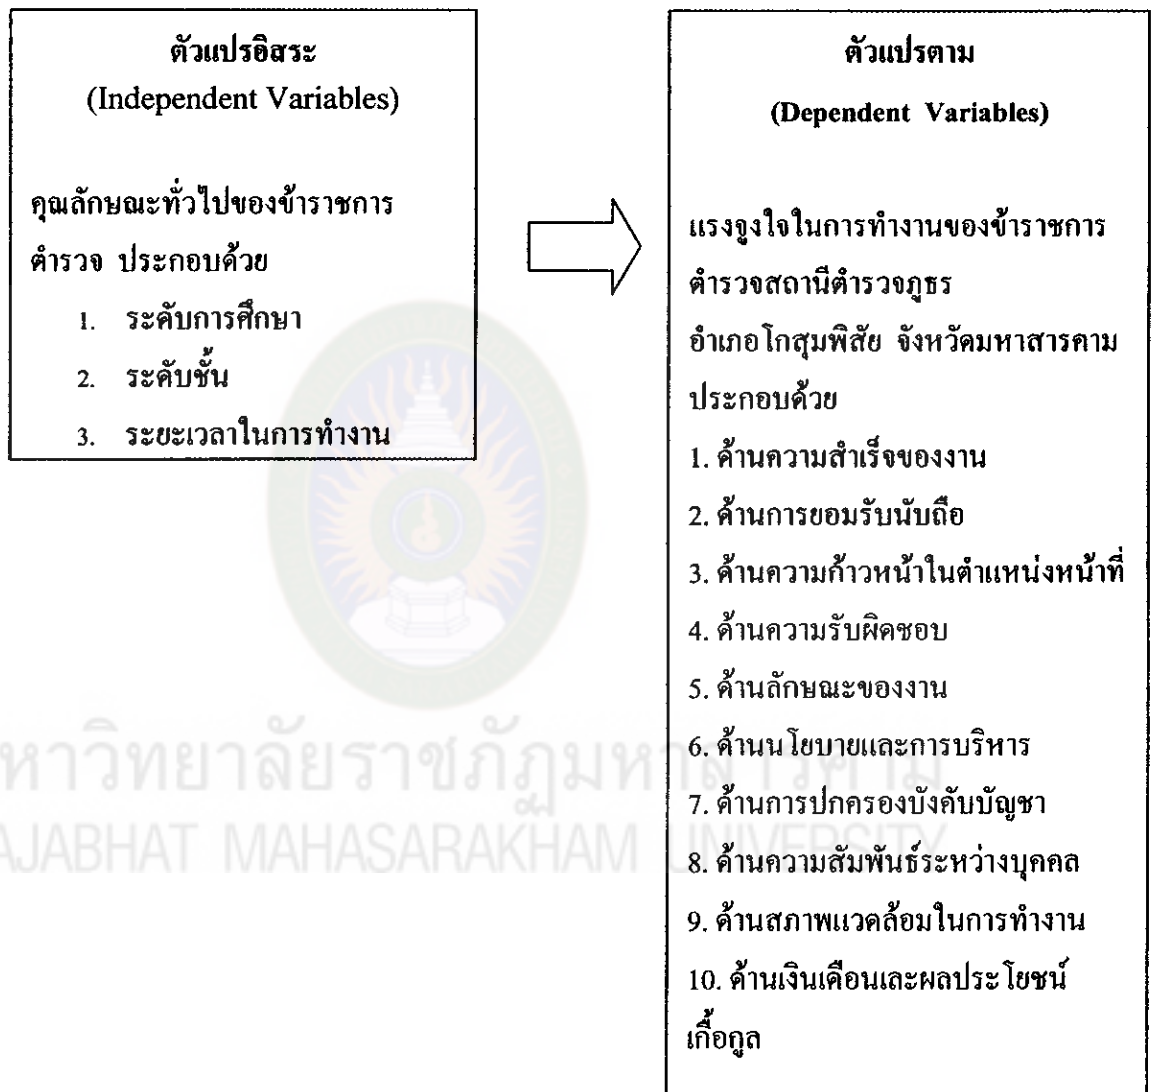 ตัวแปรอิสระ
(Independent Variables)
คุณลักษณะทั่วไปของข้าราชการ
ตำรวจ ประกอบด้วย
1. ระดับการศึกษา
2. ระดับชั้น
3. ระยะเวลาในการทำงาน
ตัวแปรตาม
(Dependent Variables)
แรงจูงใจในการทำงานของข้าราชการ
ตำรวจสถานีตำรวจภูธร
อำเภอโกสุมพิสัย จังหวัดมหาสารคาม
ประกอบด้วย
1. ด้านความสำเร็จของงาน
2. ด้านการยอมรับนับถือ
3. ด้านความก้าวหน้าในตำแหน่งหน้าที่
4. ด้านความรับผิดชอบ
5. ด้านลักษณะของงาน
6. ด้านนโยบายและการบริหาร
7. ด้านการปกครองบังคับบัญชา
8. ด้านความสัมพันธ์ระหว่างบุคคล
9. ด้านสภาพแวดล้อมในการทำงาน
10. ด้านเงินเดือนและผลประโยชน์
เกื้อกูล
หาวิทยาลัยราชภัฏมหาสารคาม
AJABHAT MAHASARAKHAM UNIVERSITY